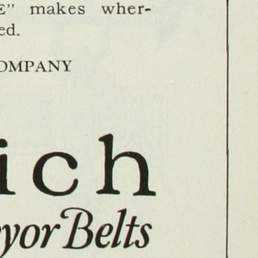 E” makes wher-
ed.
OMPANY
ich
yor Belts